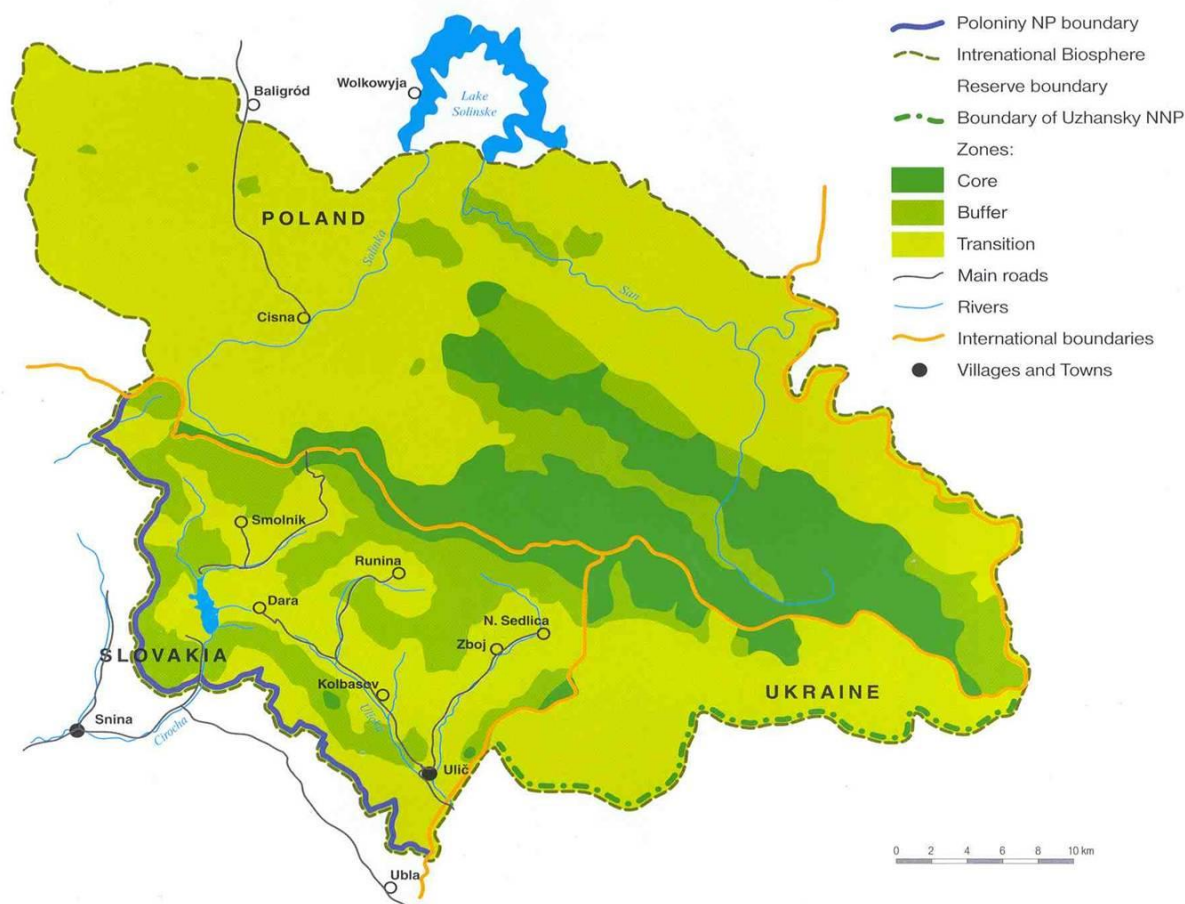 Poloniny NP boundary
Intrenational Biosphere
Reserve boundary
Boundary of Uzhansky NNP
Zones:
Core
Buffer
Transition
Main roads
Rivers
International boundaries
Villages and Towns
Baligród
Wolkowyja
Lake
Solinske
POLAND
Solinka
San
Cisna
Smolnik
Runina
Dara
N. Sedlica
Zboj
SLOVAKIA
Kolbasov
UKRAINE
Snina
Cirocha
Ulič
Ubla
0 2 4 6 8 10 km